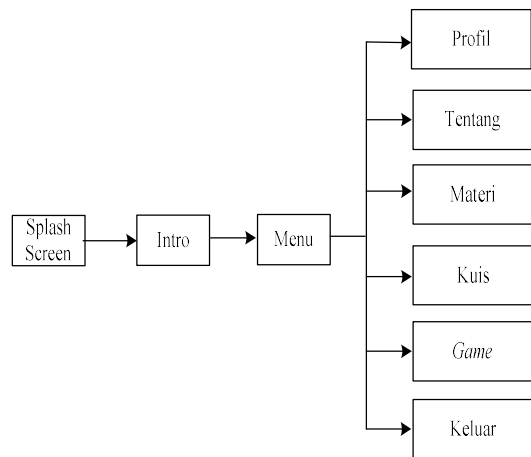 Splash
Screen
Intro
Menu
Profil
Tentang
Materi
Kuis
Game
Keluar